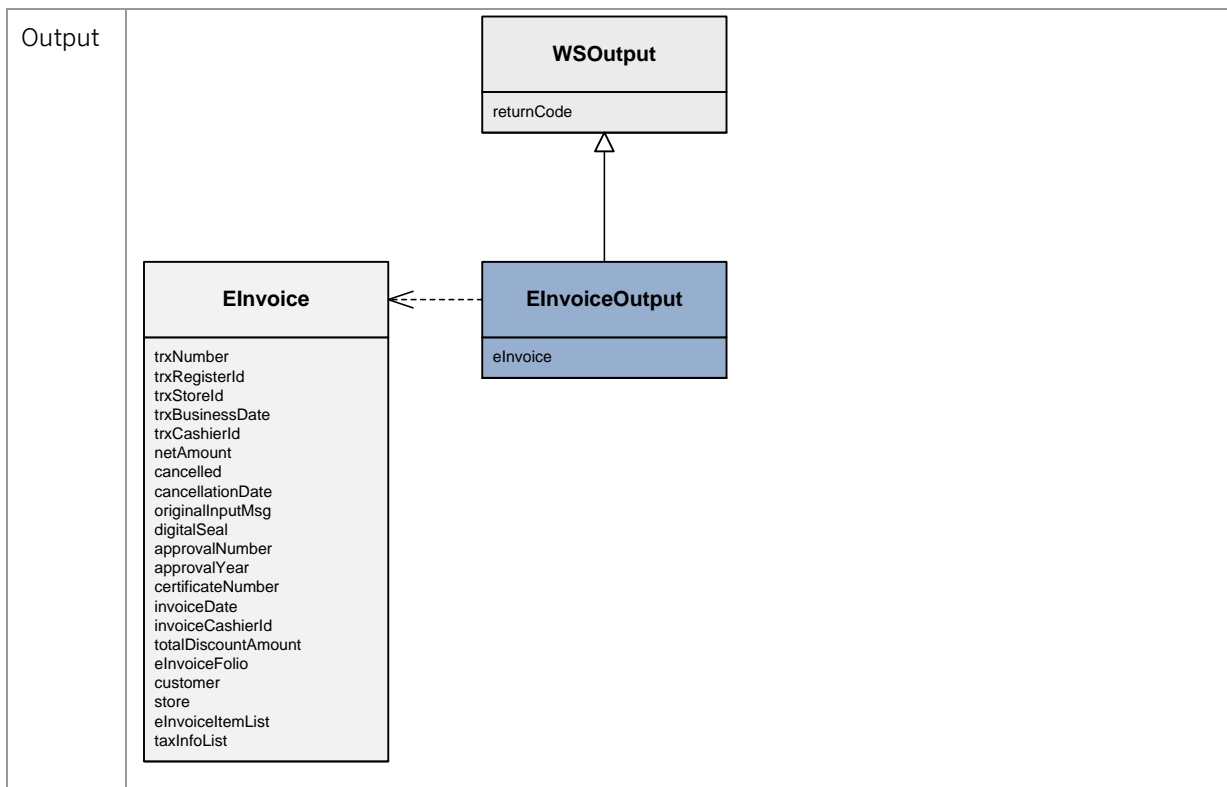 Output
WSOutput
returnCode
EInvoice
EInvoiceOutput
eInvoice
trxNumber
trxRegisterId
trxStoreId
trxBusinessDate
trxCashierId
netAmount
cancelled
cancellationDate
originalInputMsg
digitalSeal
approvalNumber
approvalYear
certificateNumber
invoiceDate
invoiceCashierId
totalDiscountAmount
eInvoiceFolio
customer
store
eInvoiceItemList
taxInfoList